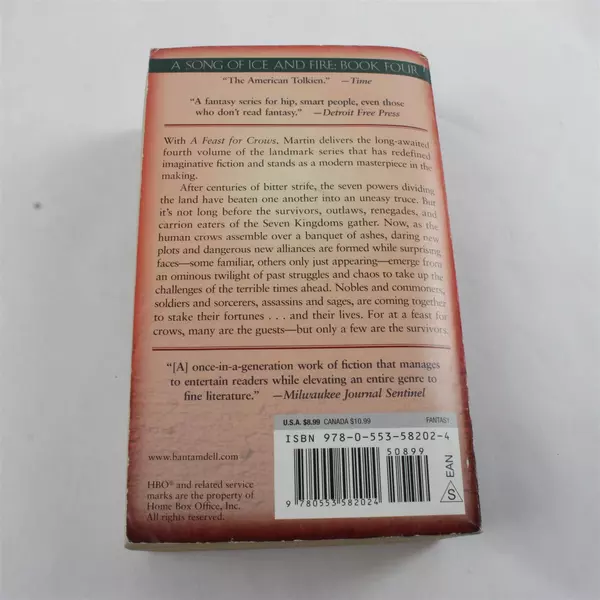 A SONG OF ICE AND FIRE: BOOK FOUR
"The American Tolkien." —Time
"A fantasy series for hip, smart people, even those
who don't read fantasy." —Detroit Free Press
With A Feast for Crows, Martin delivers the long-awaited
fourth volume of the landmark series that has redefined
imaginative fiction and stands as a modern masterpiece in the
making.
After centuries of bitter strife, the seven powers dividing
the land have beaten one another into an uneasy truce. But
it's not long before the survivors, outlaws, renegades, and
carrion eaters of the Seven Kingdoms gather. Now, as the
human crows assemble over a banquet of ashes, daring new
plots and dangerous new alliances are formed while surprising
faces—some familiar, others only just appearing—emerge from
an ominous twilight of past struggles and chaos to take up the
challenges of the terrible times ahead. Nobles and commoners,
soldiers and sorcerers, assassins and sages, are coming together
to stake their fortunes . . . and their lives. For at a feast for
crows, many are the guests—but only a few are the survivors.
"[A] once-in-a-generation work of fiction that manages
to entertain readers while elevating an entire genre to
fine literature." —Milwaukee Journal Sentinel
U.S.A. $8.99 CANADA $10.99 FANTASY
ISBN 978-0-553-58202-4
50899
9 780553 582024
S EAN
www.bantamdell.com
HBO® and related service
marks are the property of
Home Box Office, Inc.
All rights reserved.